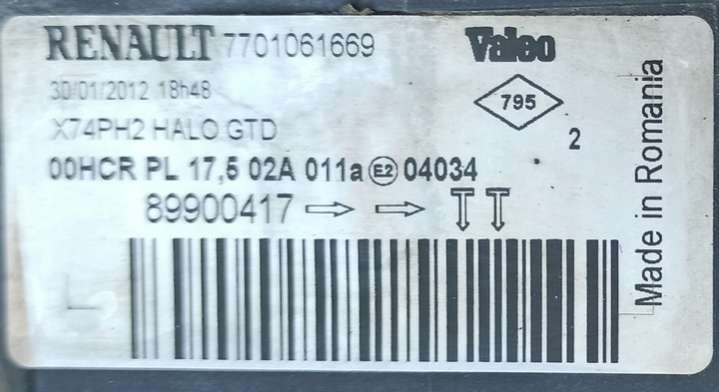 RENAULT 7701061669 Valeo
30/01/2012 18h48
795
X74PH2 HALO GTD
2
00HCR PL 17,5 02A 011a E2 04034
89900417
Made in Romania